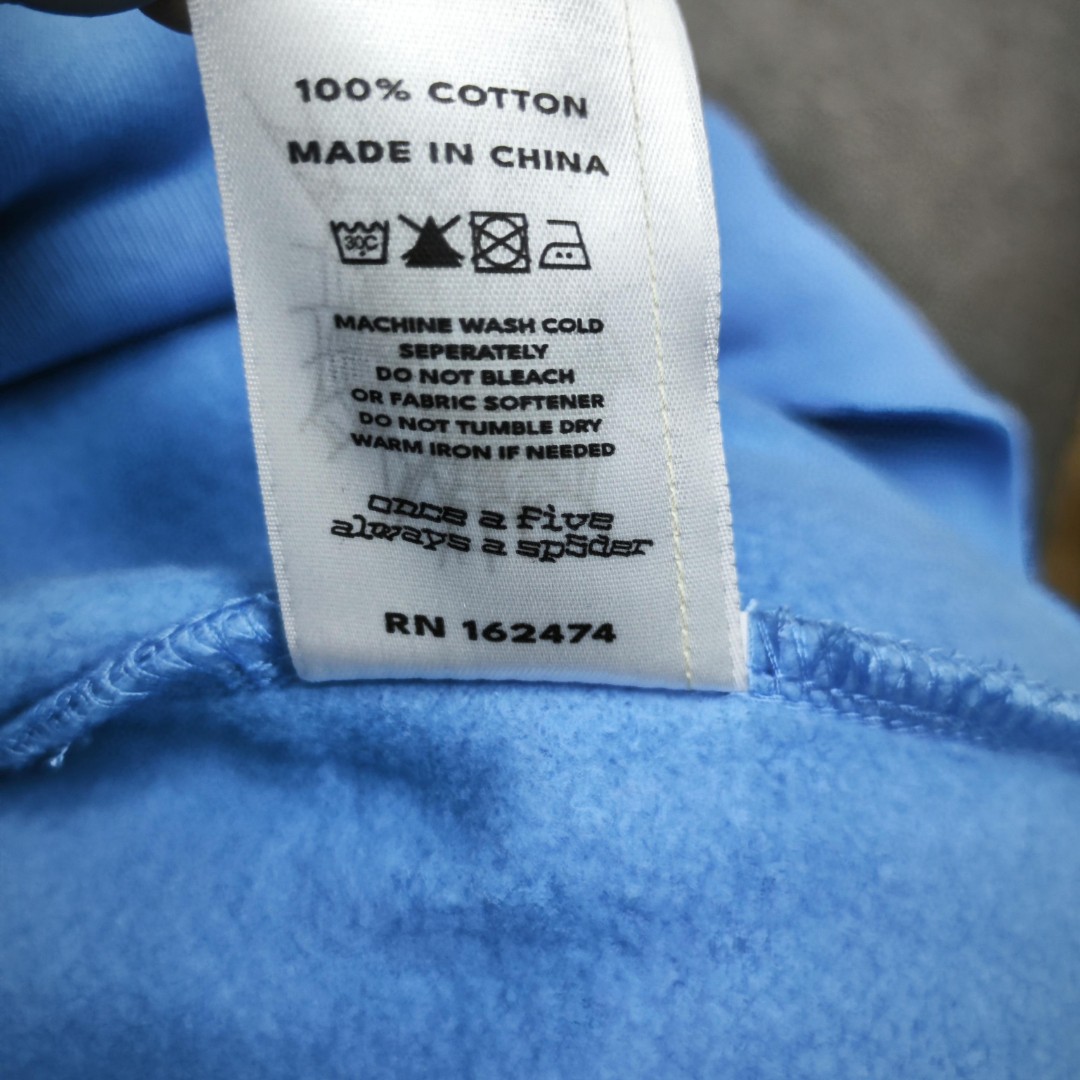 100% COTTON
MADE IN CHINA
30C
MACHINE WASH COLD
SEPERATELY
DO NOT BLEACH
OR FABRIC SOFTENER
DO NOT TUMBLE DRY
WARM IRON IF NEEDED
once a five
always a sp5der
RN 162474